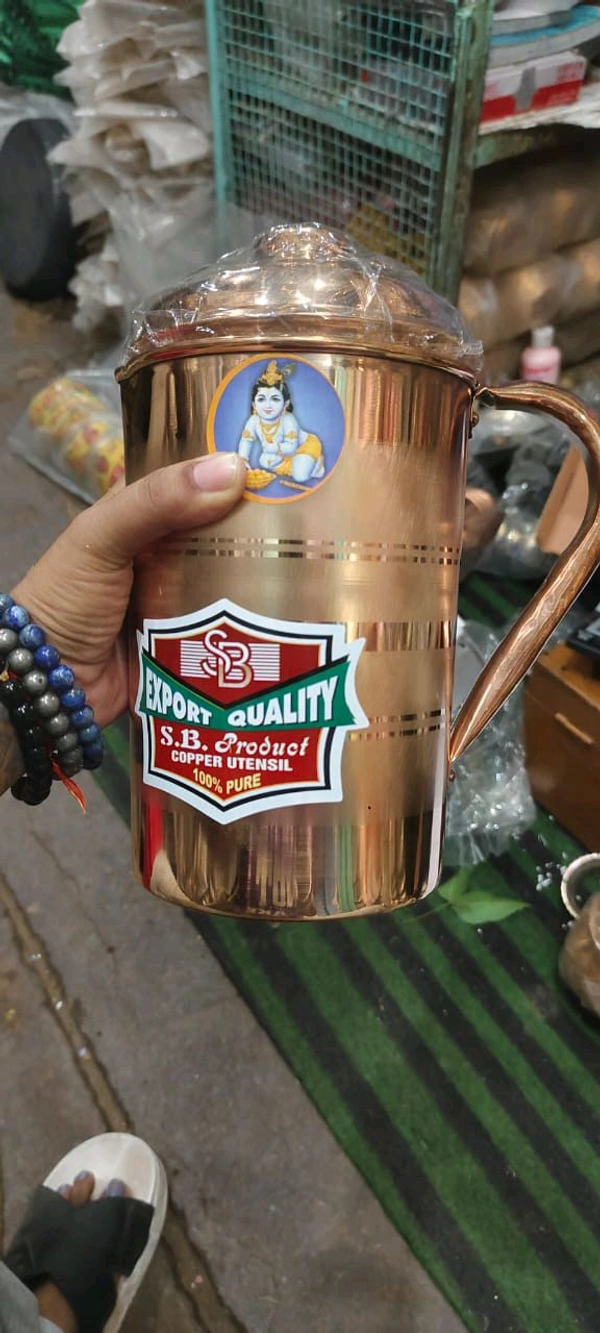 SB
EXPORT QUALITY
S.B. Product
COPPER UTENSIL
100% PURE